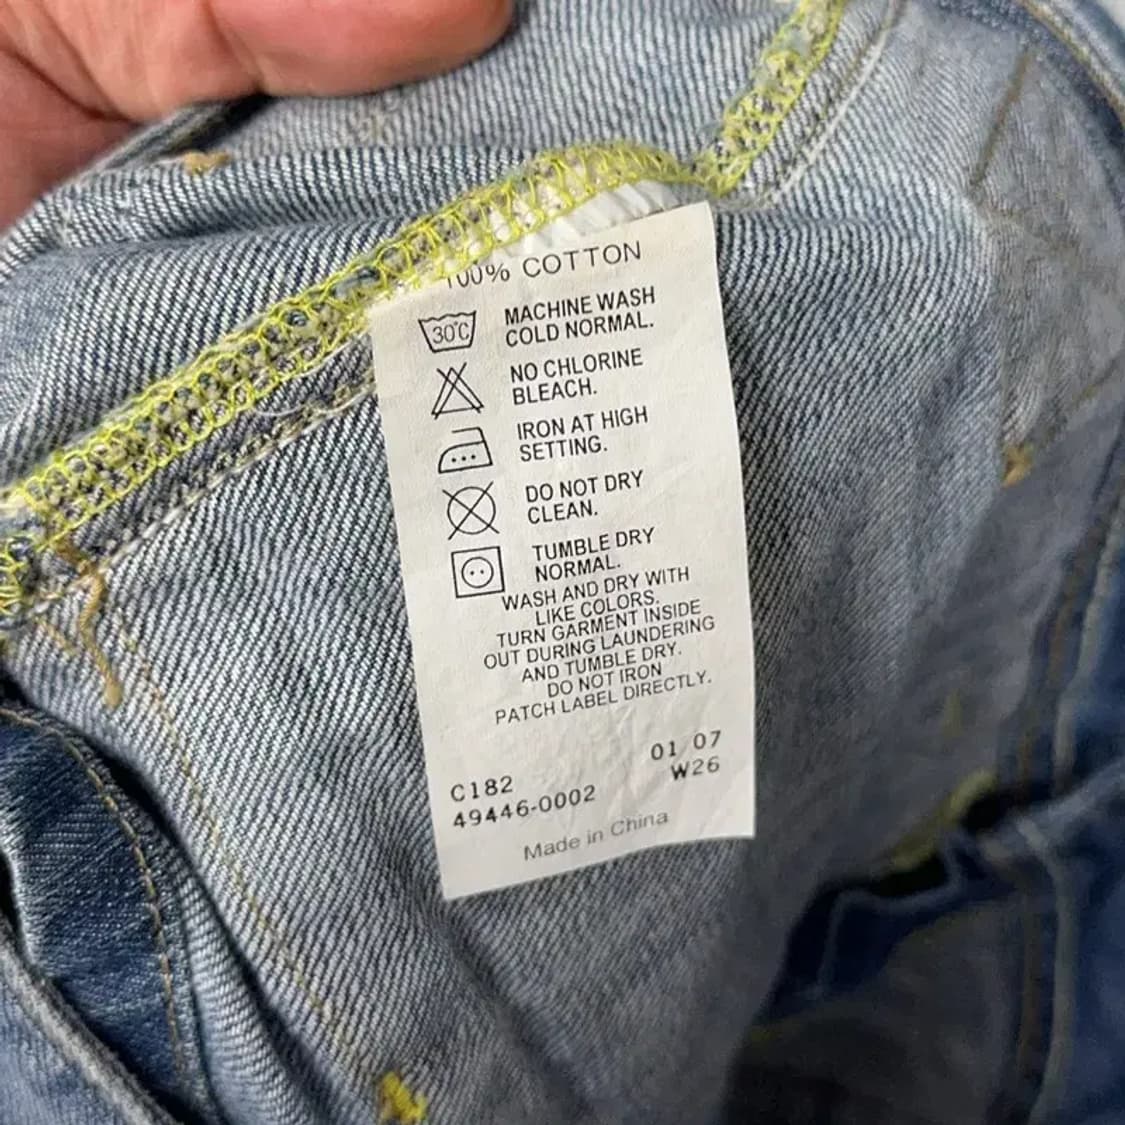 100% COTTON
30°C
MACHINE WASH
COLD NORMAL.
NO CHLORINE
BLEACH.
IRON AT HIGH
SETTING.
DO NOT DRY
CLEAN.
TUMBLE DRY
NORMAL.
WASH AND DRY WITH
LIKE COLORS.
TURN GARMENT INSIDE
OUT DURING LAUNDERING
AND TUMBLE DRY.
DO NOT IRON
PATCH LABEL DIRECTLY.
01 07
C182 W26
49446-0002
Made in China